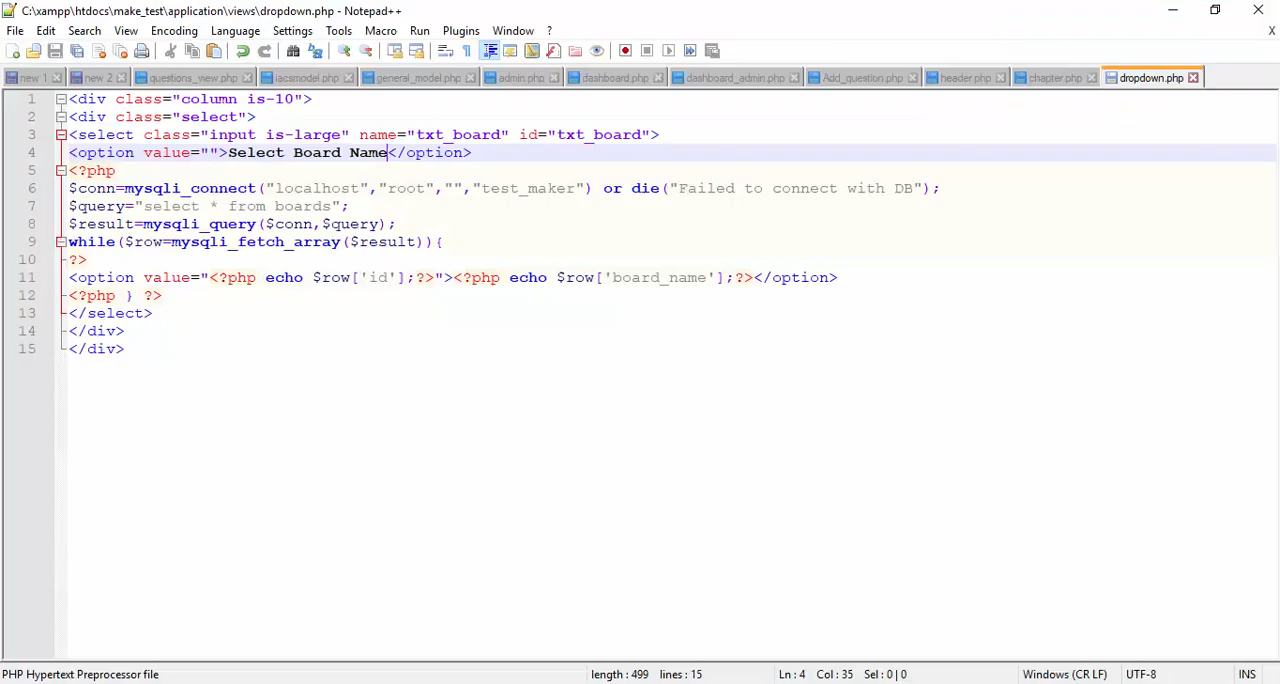 C:\xampp\htdocs\make_test\application\views\dropdown.php - Notepad++
File Edit Search View Encoding Language Settings Tools Macro Run Plugins Window ? X
new 1 new 2 questions_view.php iacsmodel.php general_model.php admin.php dashboard.php dashboard_admin.php Add_question.php header.php chapter.php dropdown.php
1 <div class="column is-10">
2 <div class="select">
3 <select class="input is-large" name="txt_board" id="txt_board">
4 <option value="">Select Board Name</option>
5 <?php
6 $conn=mysqli_connect("localhost","root","","test_maker") or die("Failed to connect with DB");
7 $query="select * from boards";
8 $result=mysqli_query($conn,$query);
9 while($row=mysqli_fetch_array($result)){
10 ?>
11 <option value="<?php echo $row['id'];?>"><?php echo $row['board_name'];?></option>
12 <?php } ?>
13 </select>
14 </div>
15 </div>
PHP Hypertext Preprocessor file length : 499 lines : 15 Ln : 4 Col : 35 Sel : 0 | 0 Windows (CR LF) UTF-8 INS